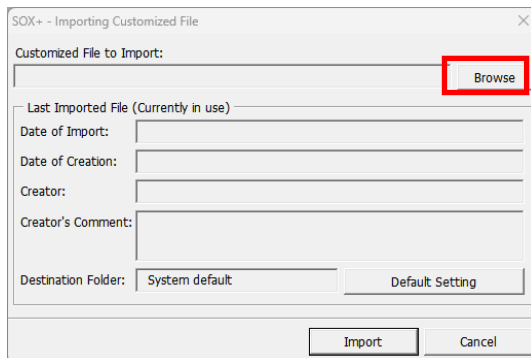 SOX+ - Importing Customized File
Customized File to Import:
Browse
Last Imported File (Currently in use)
Date of Import:
Date of Creation:
Creator:
Creator's Comment:
Destination Folder: System default Default Setting
Import Cancel